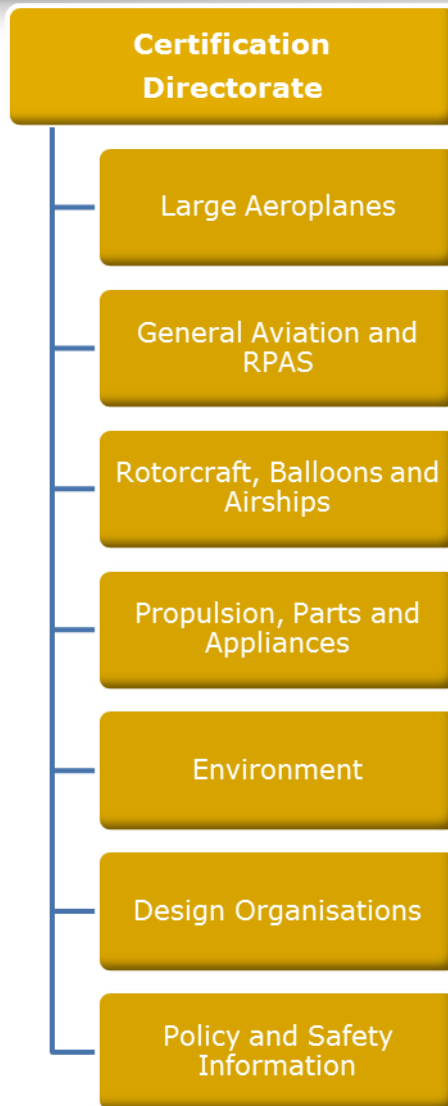 Certification
Directorate
Large Aeroplanes
General Aviation and
RPAS
Rotorcraft, Balloons and
Airships
Propulsion, Parts and
Appliances
Environment
Design Organisations
Policy and Safety
Information